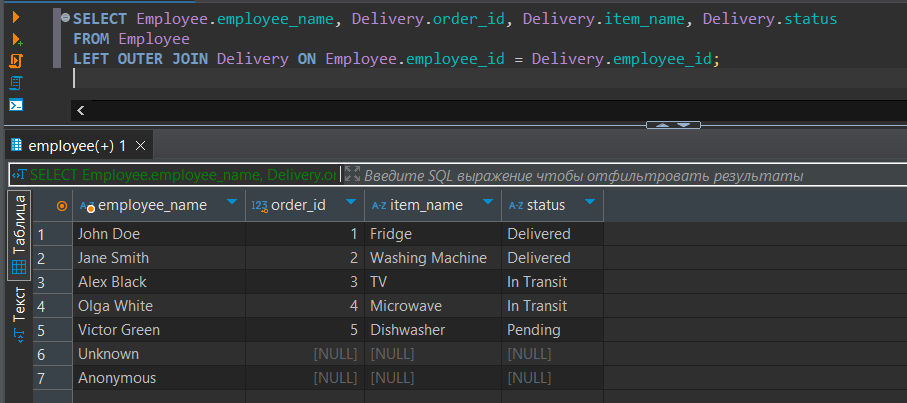 SELECT Employee.employee_name, Delivery.order_id, Delivery.item_name, Delivery.status
FROM Employee
LEFT OUTER JOIN Delivery ON Employee.employee_id = Delivery.employee_id;
employee(+) 1
SELECT Employee.employee_name, Delivery.or Введите SQL выражение чтобы отфильтровать результаты
Таблица
Текст
AZ employee_name 123 order_id A-Z item_name A-Z status
1 John Doe 1 Fridge Delivered
2 Jane Smith 2 Washing Machine Delivered
3 Alex Black 3 TV In Transit
4 Olga White 4 Microwave In Transit
5 Victor Green 5 Dishwasher Pending
6 Unknown [NULL] [NULL] [NULL]
7 Anonymous [NULL] [NULL] [NULL]